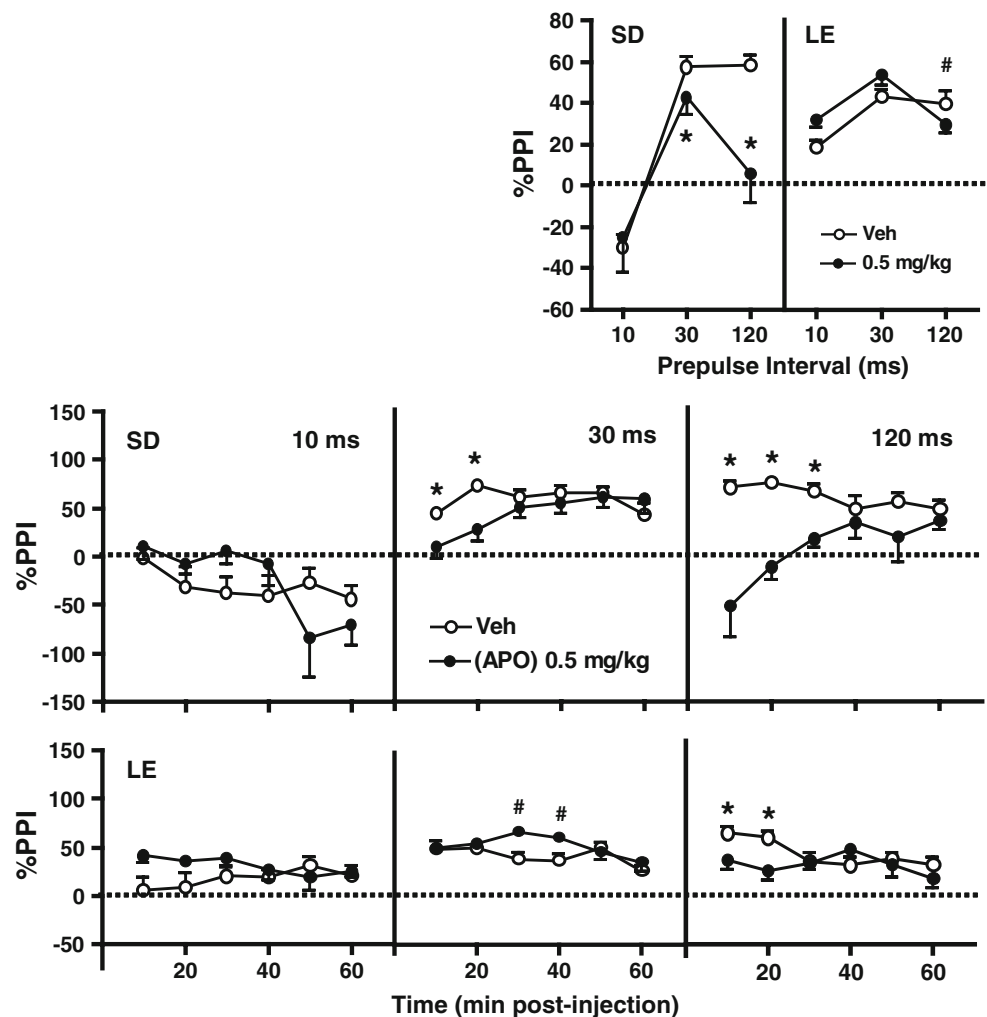 80
60
40
20
0
-20
-40
-60
%PPI
SD
LE
#
*
*
Veh
0.5 mg/kg
10 30 120 10 30 120
Prepulse Interval (ms)
150
100
50
0
-50
-100
-150
%PPI
SD 10 ms 30 ms 120 ms
* * * * *
Veh
(APO) 0.5 mg/kg
150
100
50
0
-50
%PPI
LE
# # * *
20 40 60 20 40 60 20 40 60
Time (min post-injection)